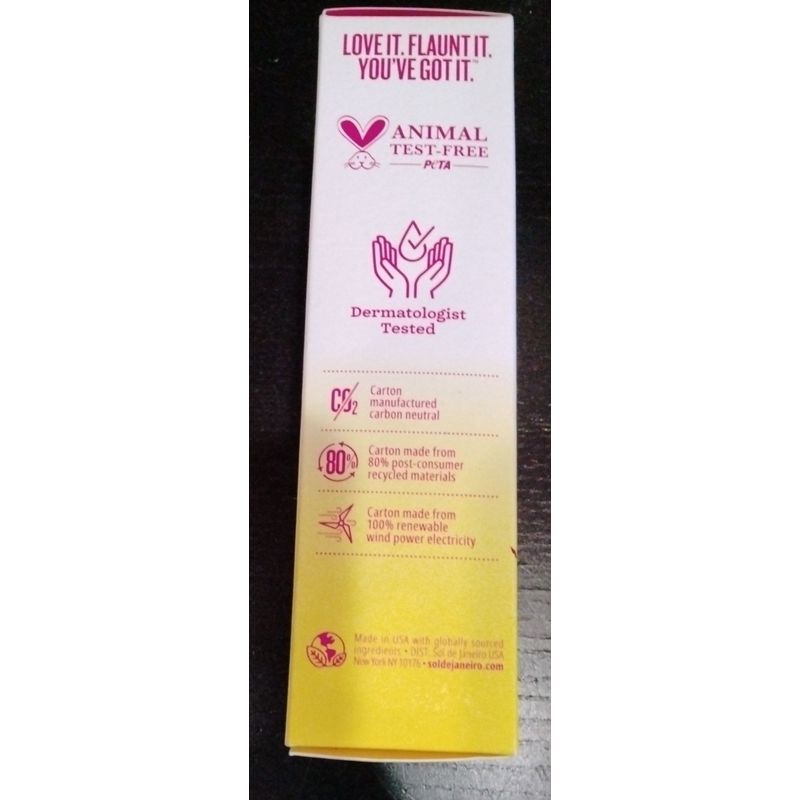 LOVE IT. FLAUNT IT.
YOU'VE GOT IT.™
ANIMAL
TEST-FREE
PETA
Dermatologist
Tested
CO2
Carton
manufactured
carbon neutral
80%
Carton made from
80% post-consumer
recycled materials
Carton made from
100% renewable
wind power electricity
Made in USA with globally sourced
ingredients • DIST: Sol de Janeiro USA
New York NY 10176 • soldejaneiro.com